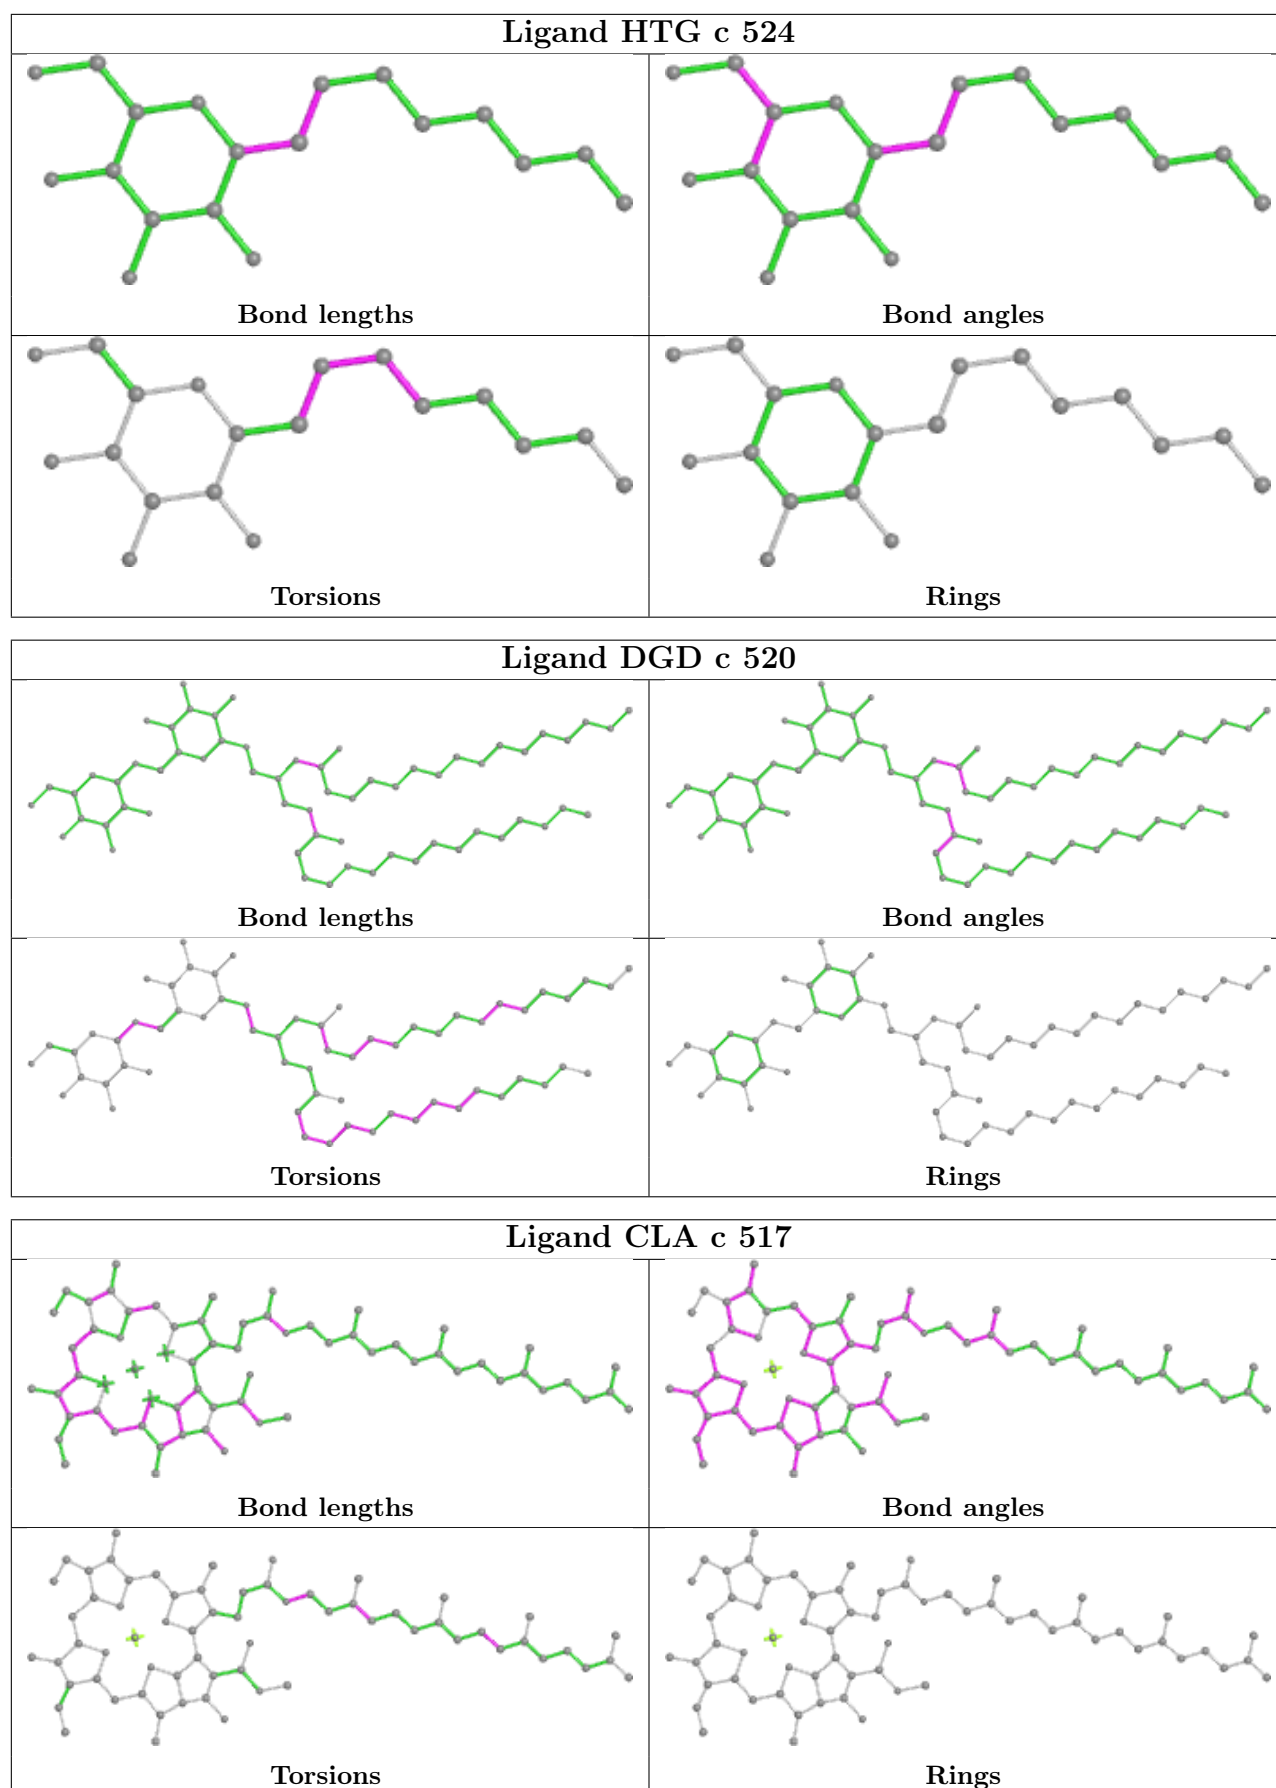 Ligand HTG c 524
Bond lengths
Bond angles
Torsions
Rings
Ligand DGD c 520
Bond lengths
Bond angles
Torsions
Rings
Ligand CLA c 517
Bond lengths
Bond angles
Torsions
Rings